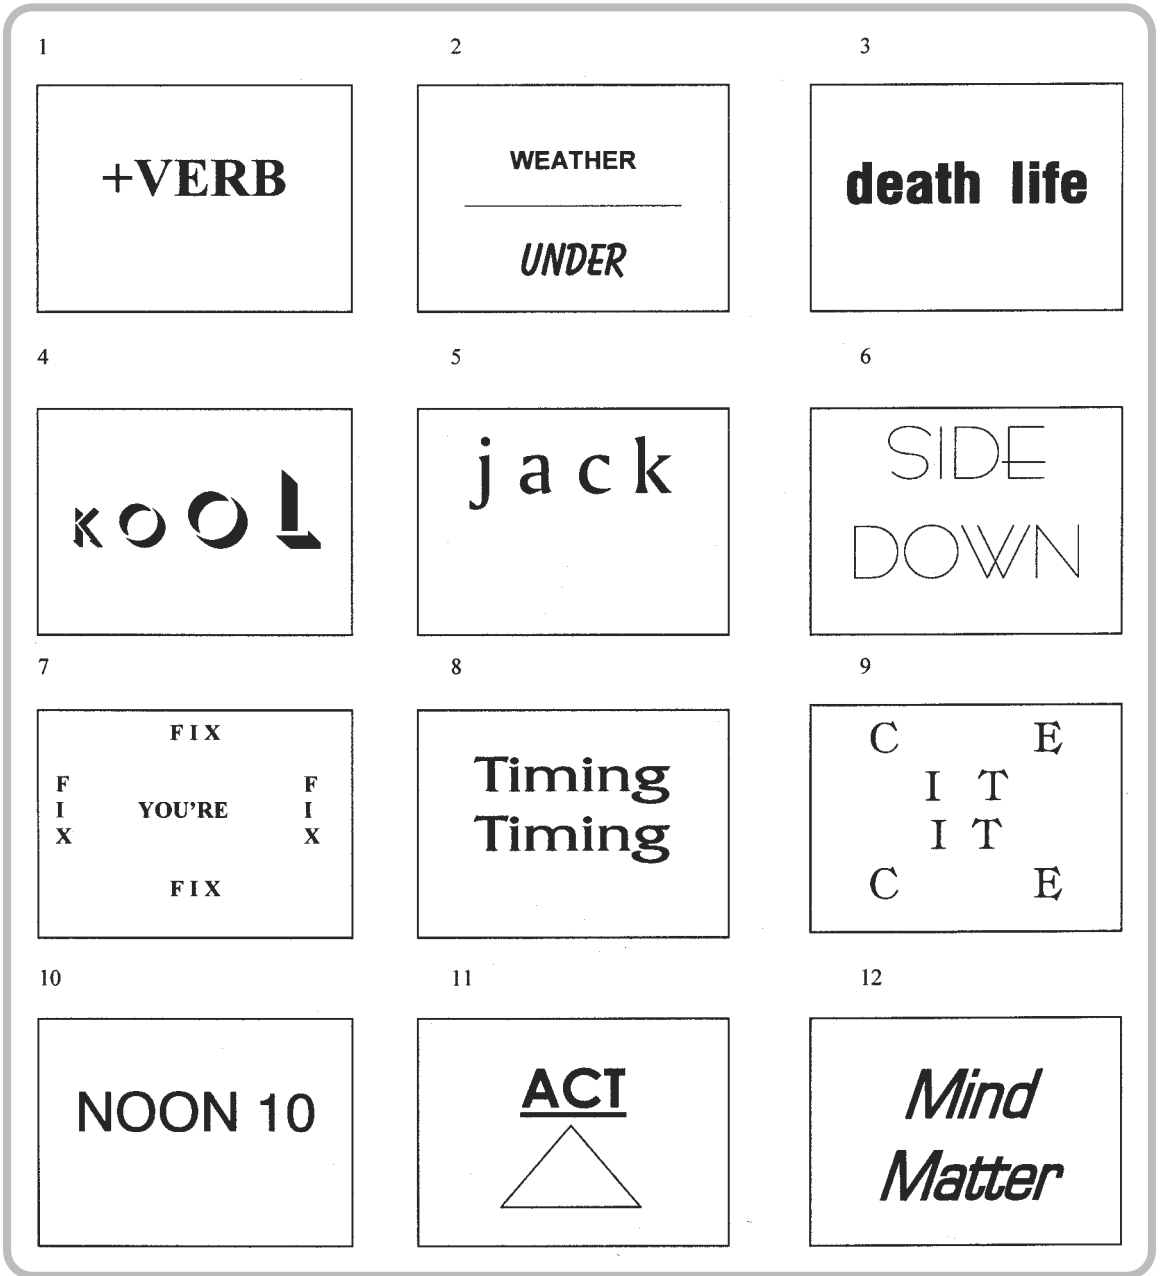 1 2 3
+VERB
WEATHER
UNDER
death life
4 5 6
KOOL
jack
SIDE
DOWN
7 8 9
FIX
F F
I YOU'RE I
X X
FIX
Timing
Timing
C E
I T
I T
C E
10 11 12
NOON 10
ACT
Mind
Matter